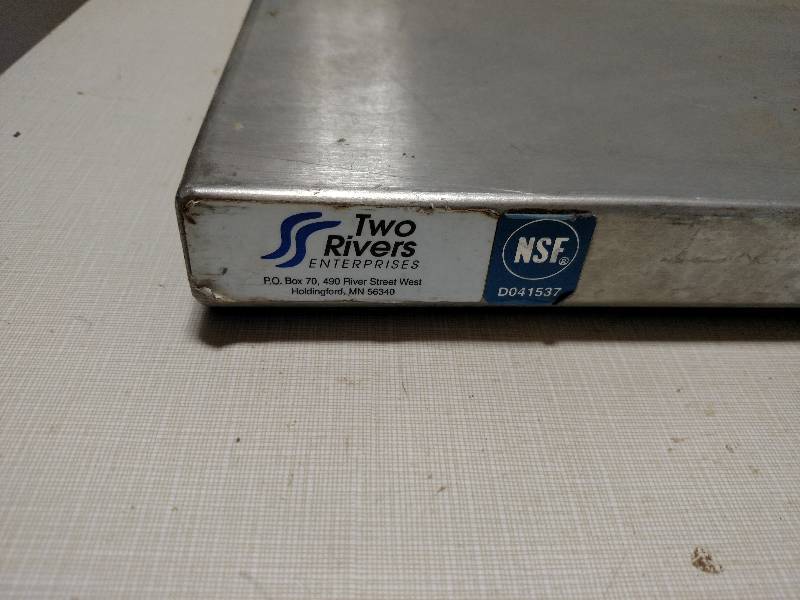 Two
Rivers
ENTERPRISES
P.O. Box 70, 490 River Street West
Holdingford, MN 56340
NSF®
D041537